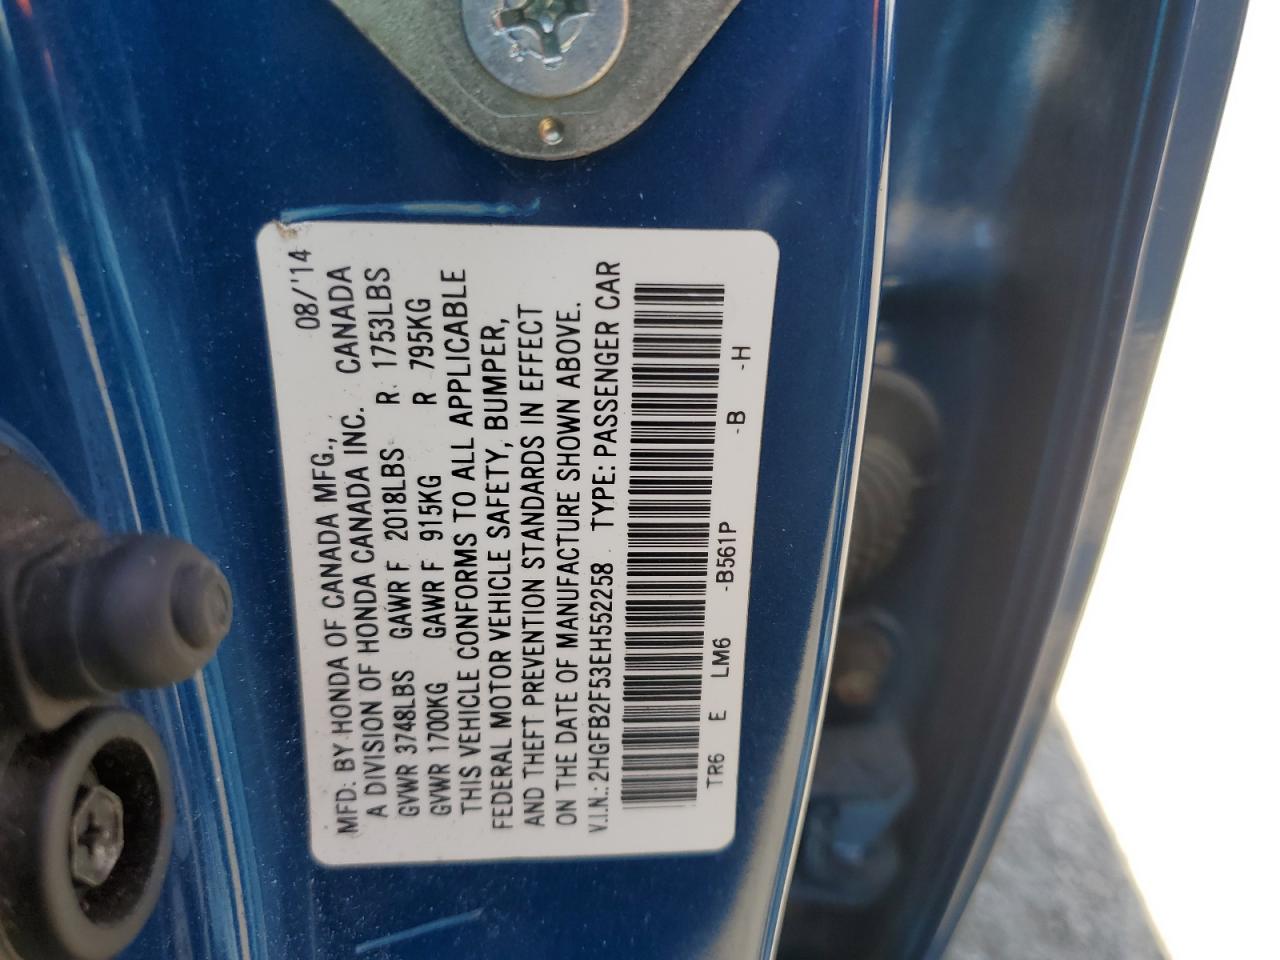 MFD. BY HONDA OF CANADA MFG., 08/'14
A DIVISION OF HONDA CANADA INC. CANADA
GVWR 3748LBS GAWR F 2018LBS R 1753LBS
GVWR 1700KG GAWR F 915KG R 795KG
THIS VEHICLE CONFORMS TO ALL APPLICABLE
FEDERAL MOTOR VEHICLE SAFETY, BUMPER,
AND THEFT PREVENTION STANDARDS IN EFFECT
ON THE DATE OF MANUFACTURE SHOWN ABOVE.
V.I.N.: 2HGFB2F53EH552258 TYPE: PASSENGER CAR
TR6 E LM6 -B561P -B -H